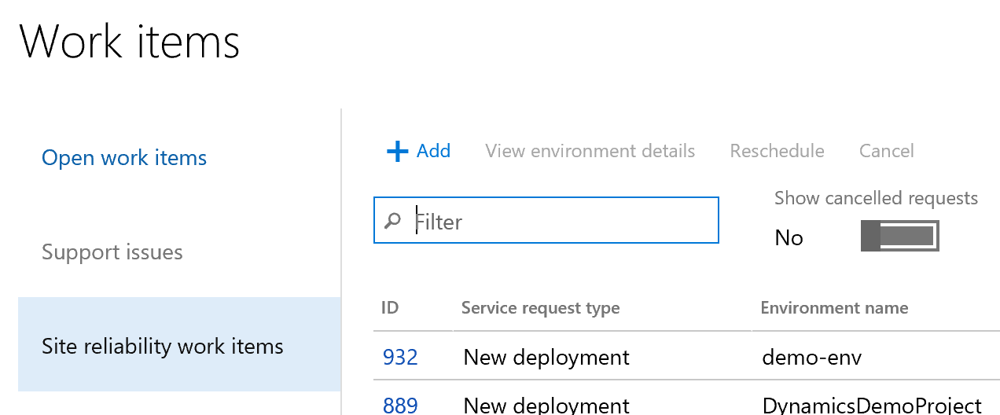 Work items
Open work items
Support issues
Site reliability work items
Add View environment details Reschedule Cancel
Filter
Show cancelled requests
No
ID Service request type Environment name
932 New deployment demo-env
889 New deployment DynamicsDemoProject